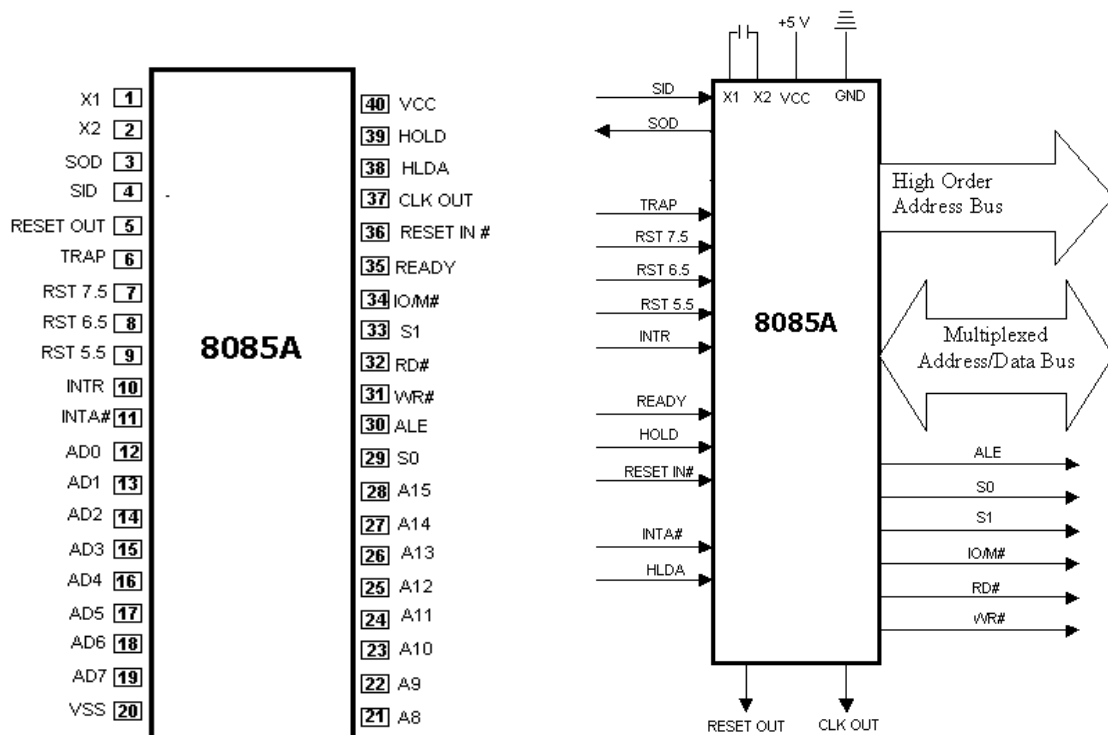 X1 1
X2 2
SOD 3
SID 4
RESET OUT 5
TRAP 6
RST 7.5 7
RST 6.5 8
RST 5.5 9
INTR 10
INTA# 11
AD0 12
AD1 13
AD2 14
AD3 15
AD4 16
AD5 17
AD6 18
AD7 19
VSS 20
8085A
40 VCC
39 HOLD
38 HLDA
37 CLK OUT
36 RESET IN #
35 READY
34 IO/M#
33 S1
32 RD#
31 WR#
30 ALE
29 S0
28 A15
27 A14
26 A13
25 A12
24 A11
23 A10
22 A9
21 A8
+5 V
X1 X2 VCC GND
SID
SOD
TRAP
RST 7.5
RST 6.5
RST 5.5
INTR
READY
HOLD
RESET IN#
INTA#
HLDA
8085A
High Order
Address Bus
Multiplexed
Address/Data Bus
ALE
S0
S1
IO/M#
RD#
WR#
RESET OUT
CLK OUT